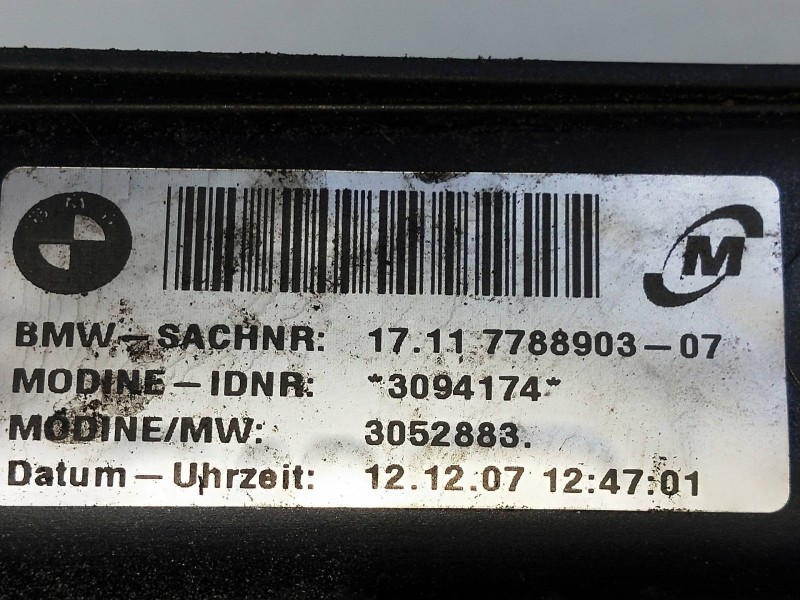 BMW
M
BMW-SACHNR: 17.11 7788903-07
MODINE-IDNR: *3094174*
MODINE/MW: 3052883.
Datum-Uhrzeit: 12.12.07 12:47:01